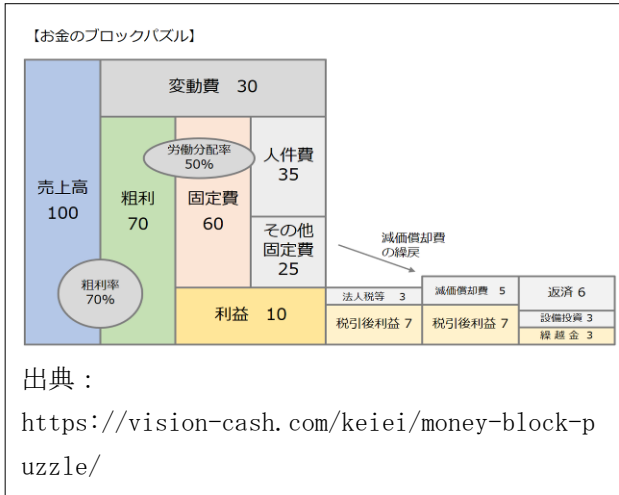 【お金のブロックパズル】
変動費 30
売上高
100
粗利
70
粗利率
70%
労働分配率
50%
固定費
60
人件費
35
その他
固定費
25
利益 10
減価償却費
の繰戻
法人税等 3
税引後利益 7
減価償却費 5
税引後利益 7
返済 6
設備投資 3
繰越金 3
出典：
https://vision-cash.com/keiei/money-block-p
uzzle/